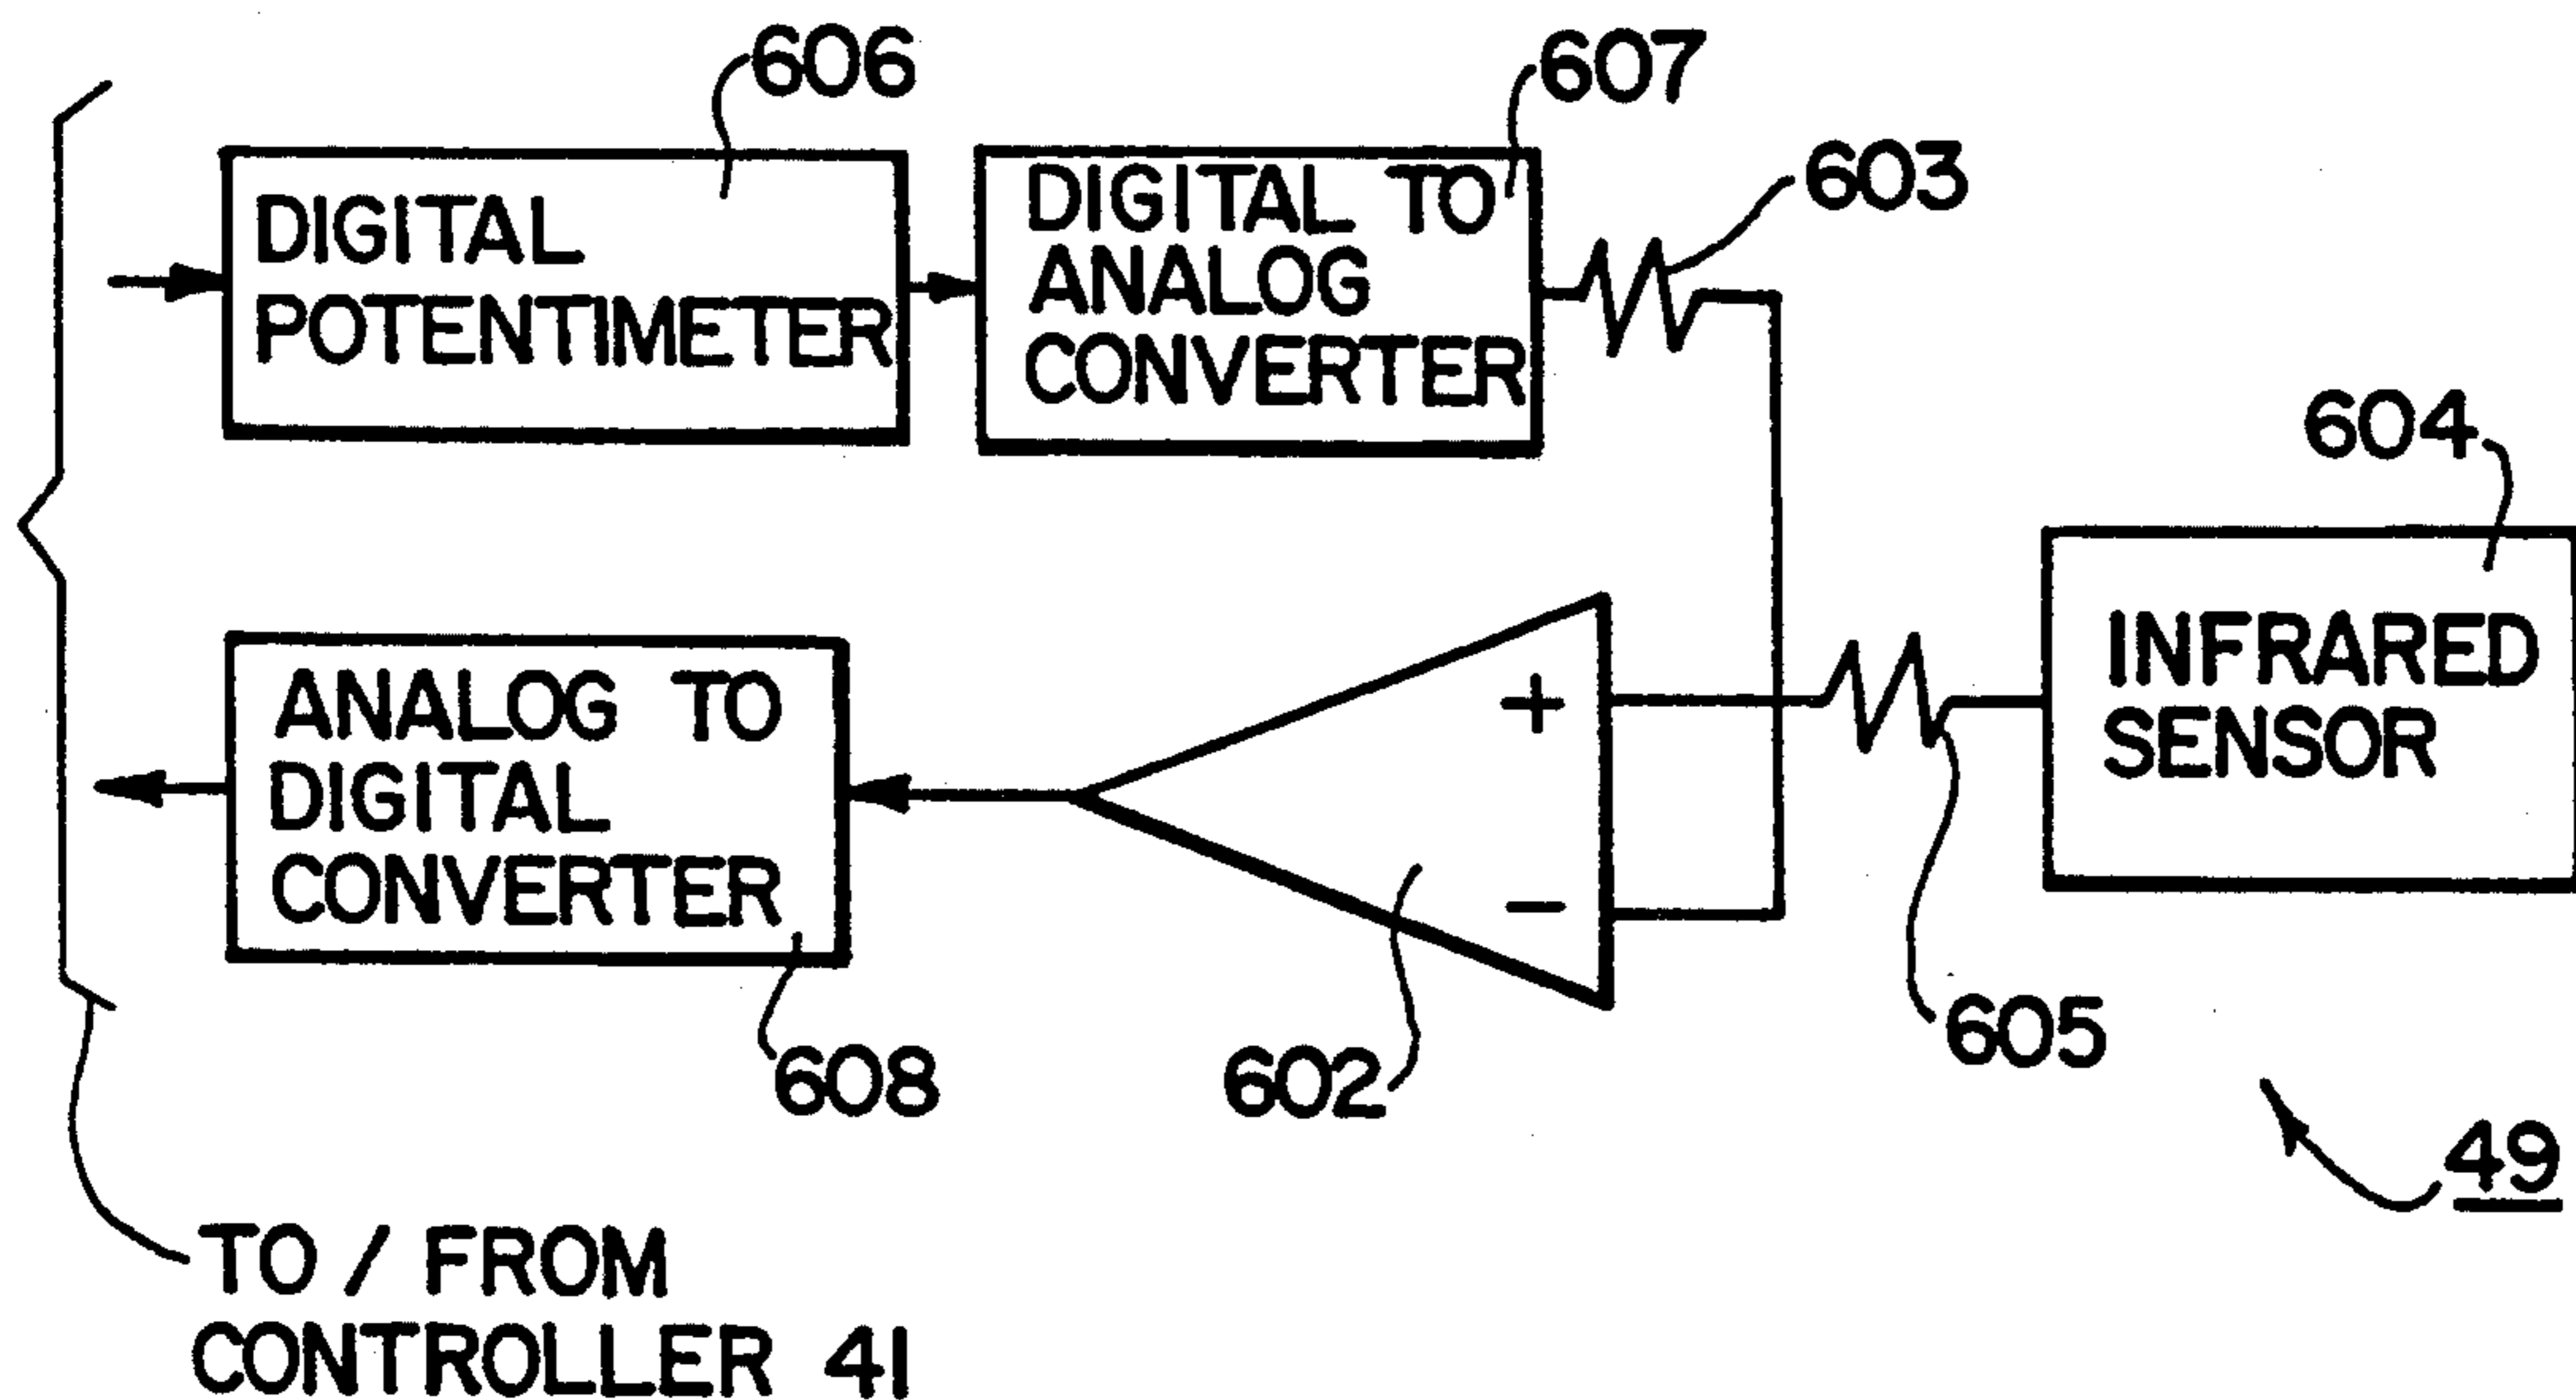 606
607
603
DIGITAL
POTENTIMETER
DIGITAL TO
ANALOG
CONVERTER
604
INFRARED
SENSOR
+
−
ANALOG TO
DIGITAL
CONVERTER
605
608
602
49
TO / FROM
CONTROLLER 41